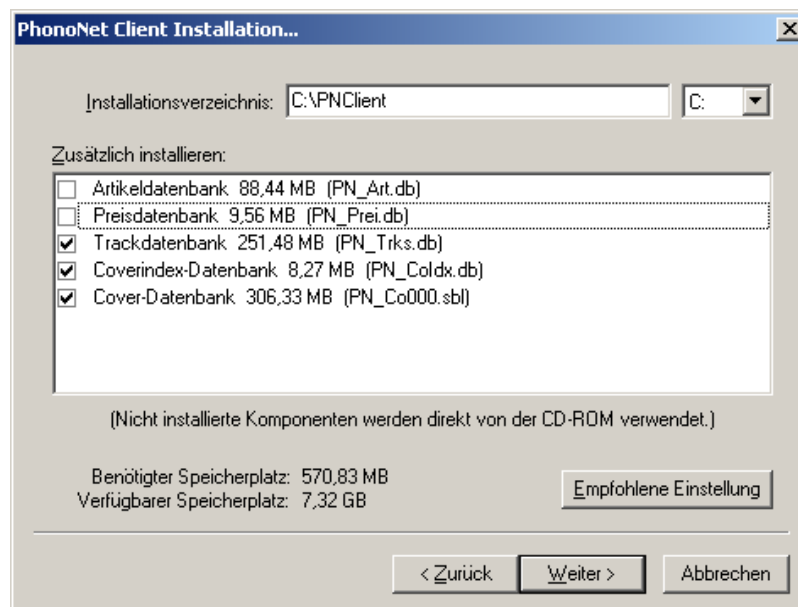 PhonoNet Client Installation...
Installationsverzeichnis: C:\PNClient C:
Zusätzlich installieren:
Artikeldatenbank 88,44 MB (PN_Art.db)
Preisdatenbank 9,56 MB (PN_Prei.db)
Trackdatenbank 251,48 MB (PN_Trks.db)
Coverindex-Datenbank 8,27 MB (PN_CoIdx.db)
Cover-Datenbank 306,33 MB (PN_Co000.sbl)
(Nicht installierte Komponenten werden direkt von der CD-ROM verwendet.)
Benötigter Speicherplatz: 570,83 MB
Verfügbarer Speicherplatz: 7,32 GB
Empfohlene Einstellung
< Zurück Weiter > Abbrechen